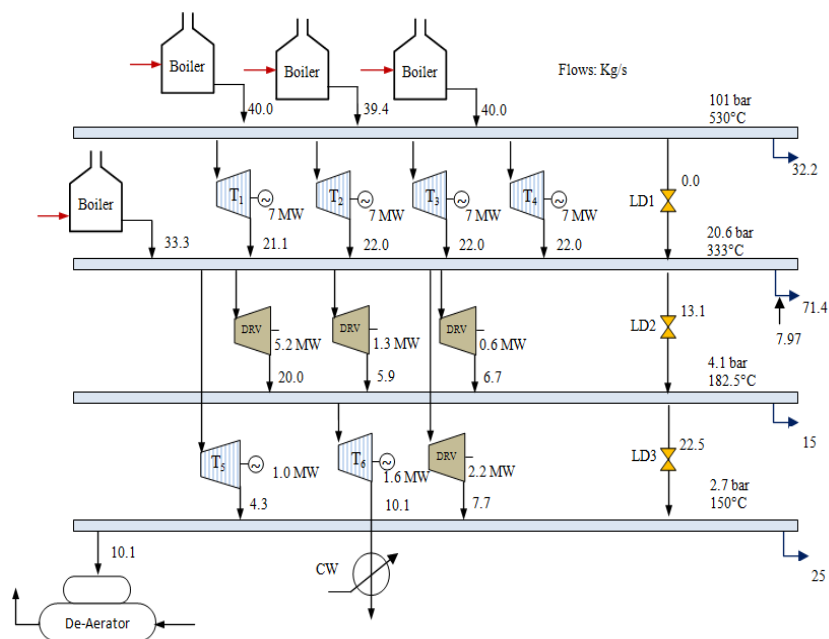 Boiler
Boiler
Boiler
Flows: Kg/s
40.0
39.4
40.0
101 bar
530°C
32.2
Boiler
T1
7 MW
T2
7 MW
T3
7 MW
T4
7 MW
LD1
0.0
33.3
21.1
22.0
22.0
22.0
20.6 bar
333°C
71.4
7.97
DRV
5.2 MW
DRV
1.3 MW
DRV
0.6 MW
LD2
13.1
20.0
5.9
6.7
4.1 bar
182.5°C
15
T5
1.0 MW
T6
1.6 MW
DRV
2.2 MW
LD3
22.5
4.3
10.1
7.7
2.7 bar
150°C
25
10.1
CW
De-Aerator